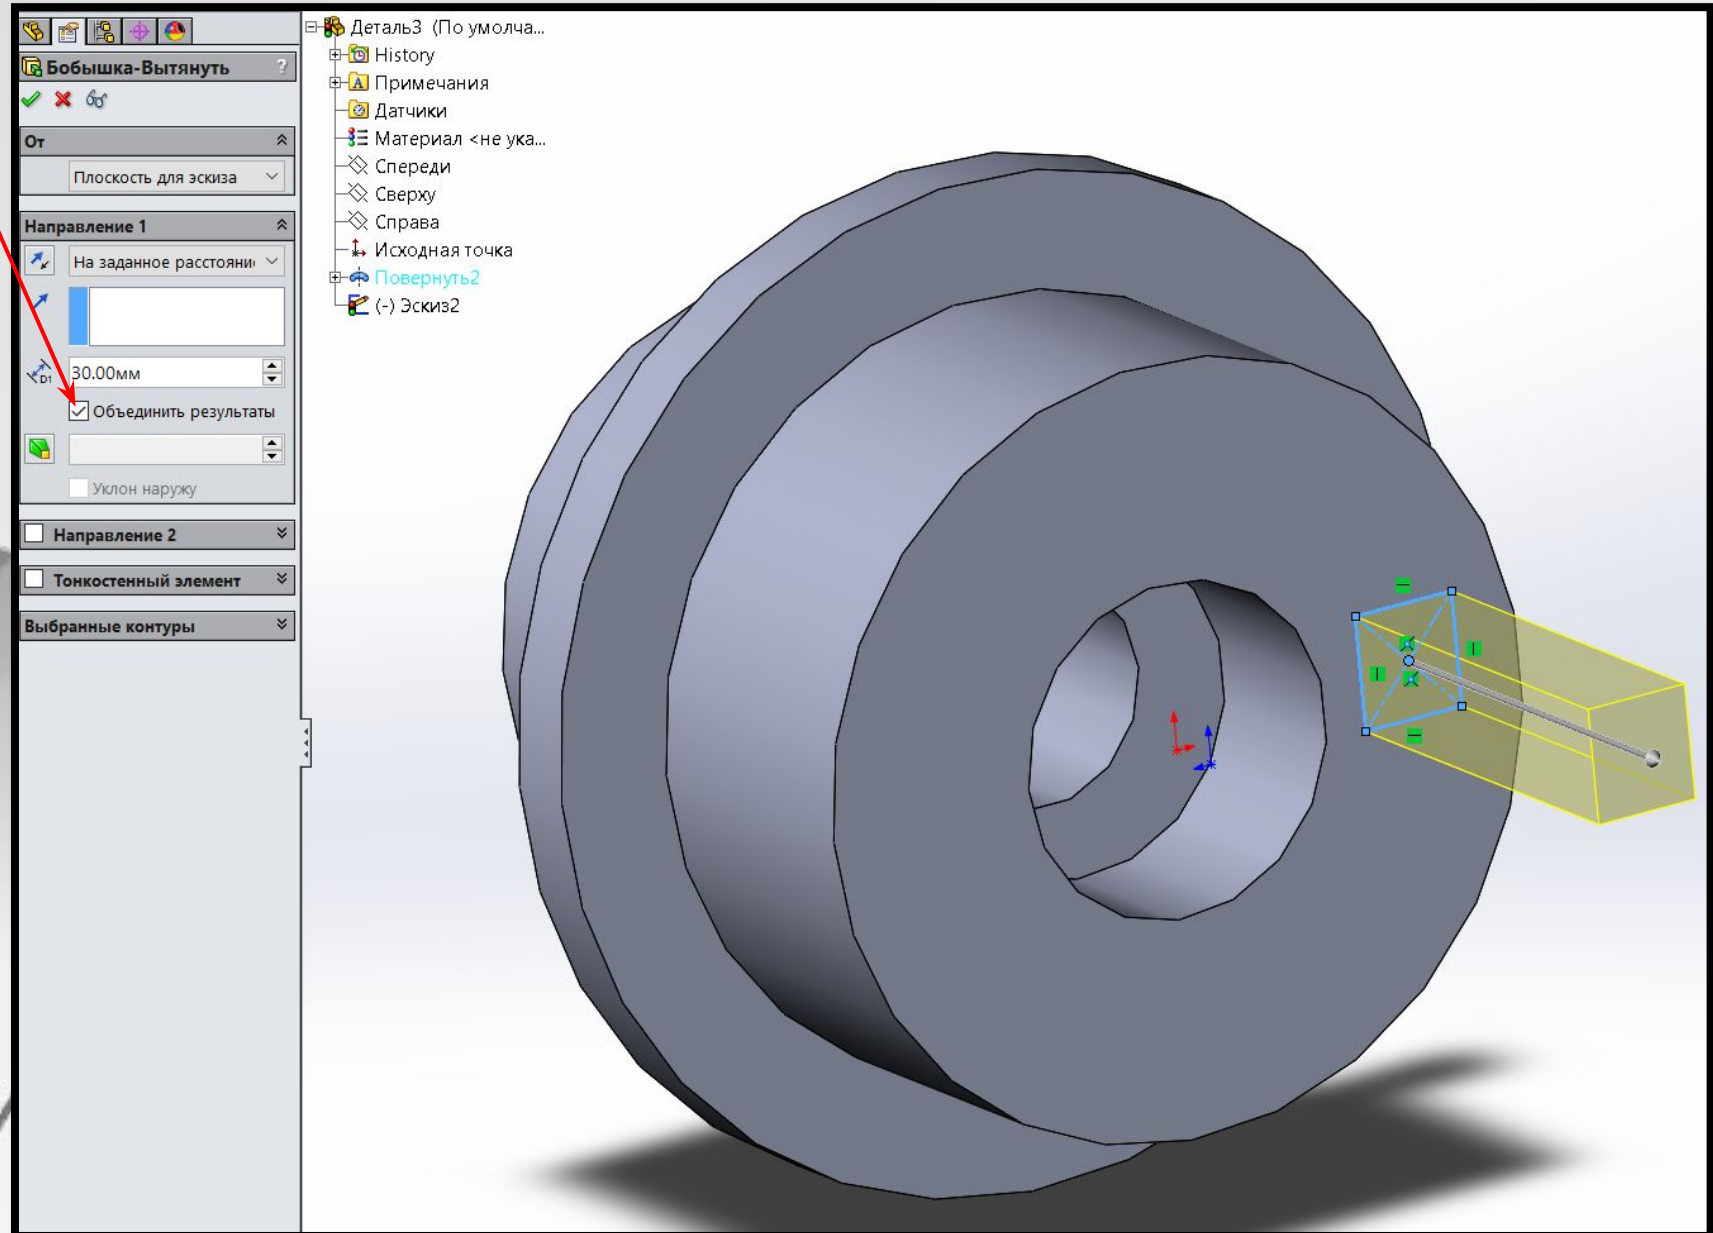 Бобышка-Вытянуть ?
От
Плоскость для эскиза
Направление 1
На заданное расстояни
30.00мм
D1
Объединить результаты
Уклон наружу
Направление 2
Тонкостенный элемент
Выбранные контуры
Деталь3 (По умолча...
History
A Примечания
Датчики
Материал <не ука...
Спереди
Сверху
Справа
Исходная точка
Повернуть2
(-) Эскиз2